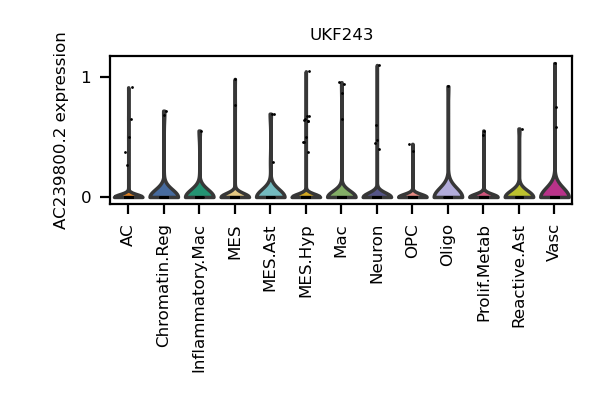 UKF243
AC239800.2 expression
1
0
AC
Chromatin.Reg
Inflammatory.Mac
MES
MES.Ast
MES.Hyp
Mac
Neuron
OPC
Oligo
Prolif.Metab
Reactive.Ast
Vasc